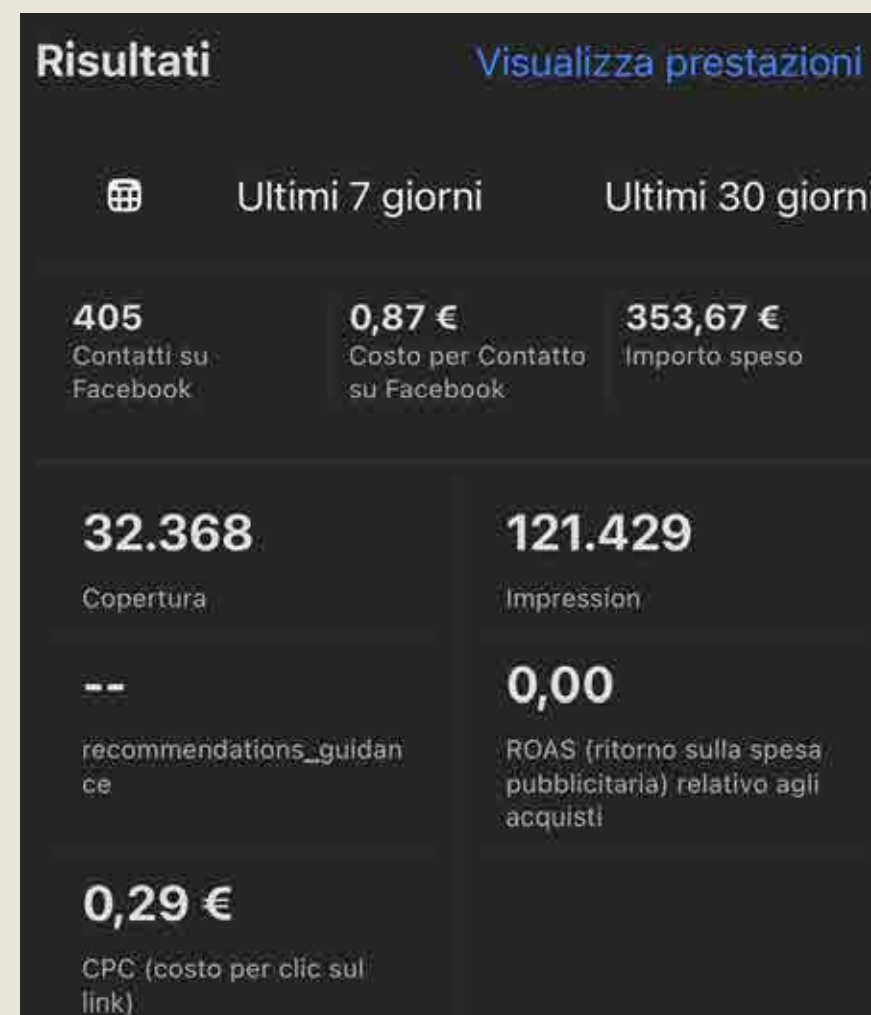 Risultati
Visualizza prestazioni
Ultimi 7 giorni
Ultimi 30 giorni
405
Contatti su
Facebook
0,87 €
Costo per Contatto
su Facebook
353,67 €
Importo speso
32.368
Copertura
121.429
Impression
--
recommendations_guidan
ce
0,00
ROAS (ritorno sulla spesa
pubblicitaria) relativo agli
acquisti
0,29 €
CPC (costo per clic sul
link)